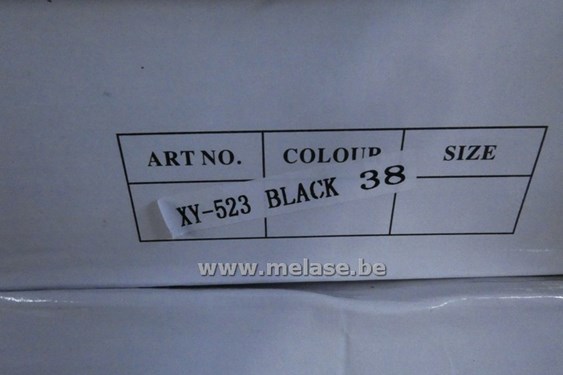 ART NO. COLOUR SIZE
XY-523 BLACK 38
www.melase.be